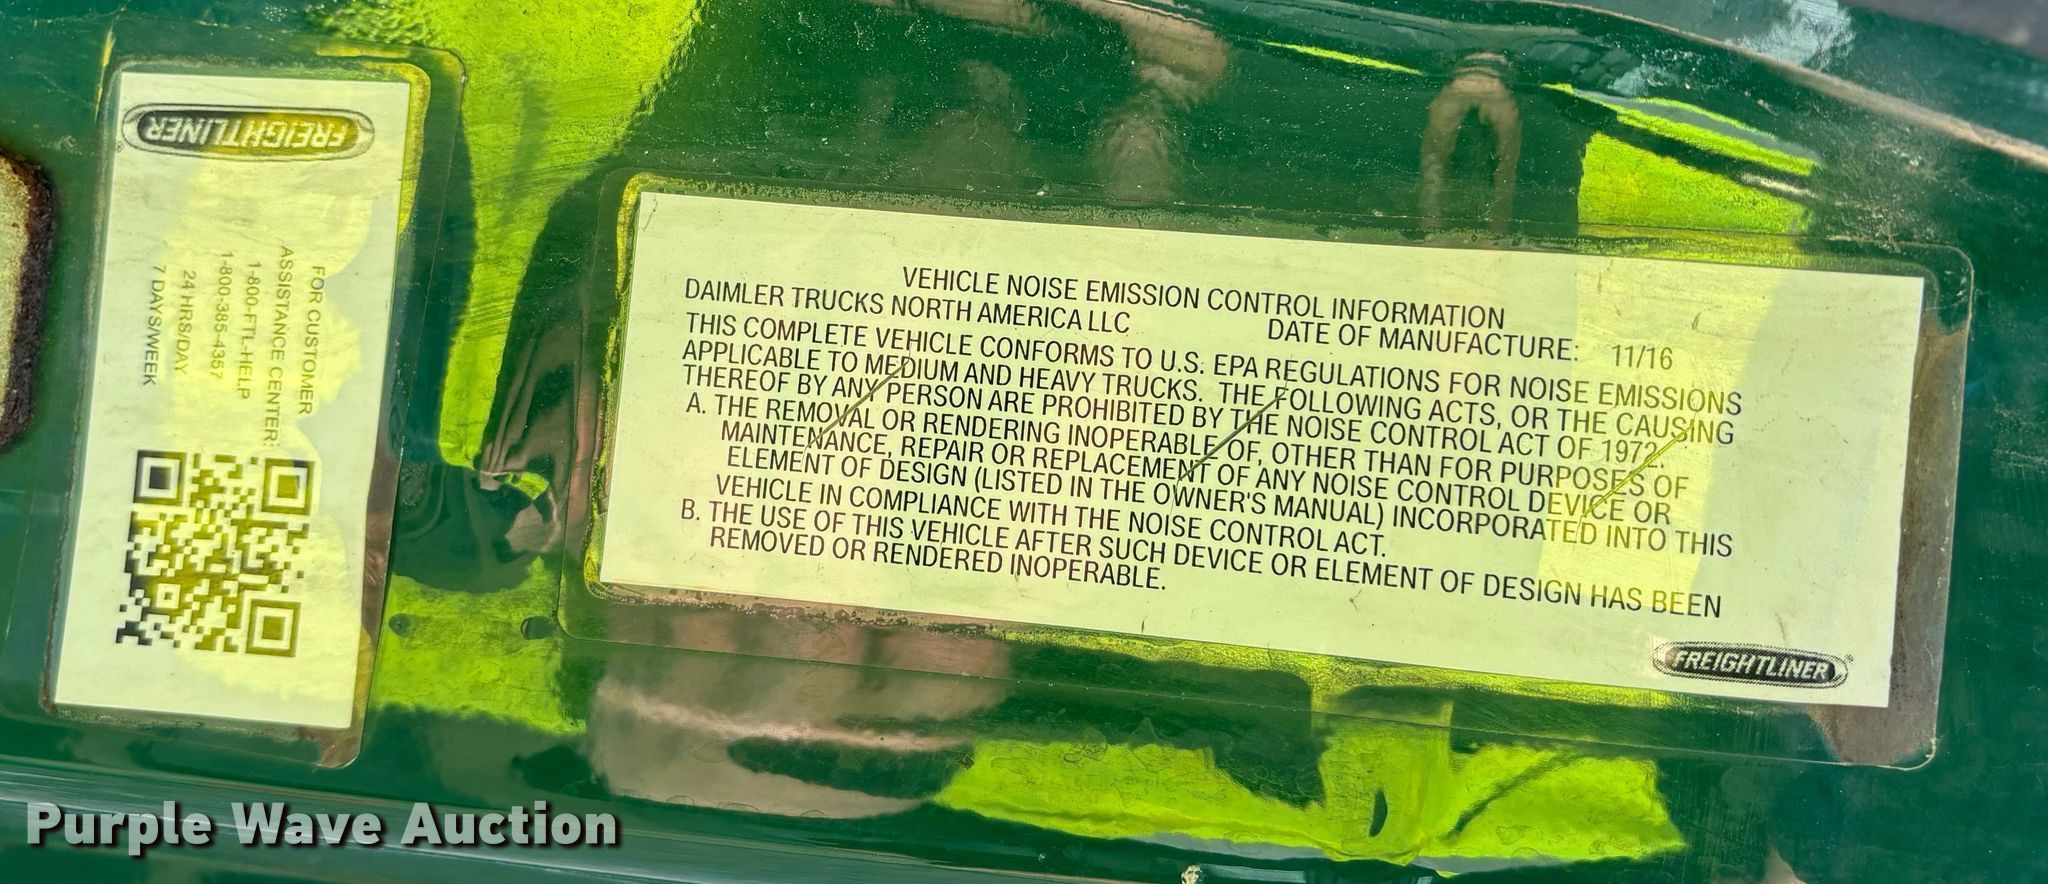 FREIGHTLINER
FOR CUSTOMER
ASSISTANCE CENTER:
1-800-FTL-HELP
1-800-385-4357
24 HRS/DAY
7 DAYS/WEEK
VEHICLE NOISE EMISSION CONTROL INFORMATION
DAIMLER TRUCKS NORTH AMERICA LLC DATE OF MANUFACTURE: 11/16
THIS COMPLETE VEHICLE CONFORMS TO U.S. EPA REGULATIONS FOR NOISE EMISSIONS
APPLICABLE TO MEDIUM AND HEAVY TRUCKS. THE FOLLOWING ACTS, OR THE CAUSING
THEREOF BY ANY PERSON ARE PROHIBITED BY THE NOISE CONTROL ACT OF 1972.
A. THE REMOVAL OR RENDERING INOPERABLE OF, OTHER THAN FOR PURPOSES OF
MAINTENANCE, REPAIR OR REPLACEMENT OF ANY NOISE CONTROL DEVICE OR
ELEMENT OF DESIGN (LISTED IN THE OWNER'S MANUAL) INCORPORATED INTO THIS
VEHICLE IN COMPLIANCE WITH THE NOISE CONTROL ACT.
B. THE USE OF THIS VEHICLE AFTER SUCH DEVICE OR ELEMENT OF DESIGN HAS BEEN
REMOVED OR RENDERED INOPERABLE.
FREIGHTLINER
Purple Wave Auction